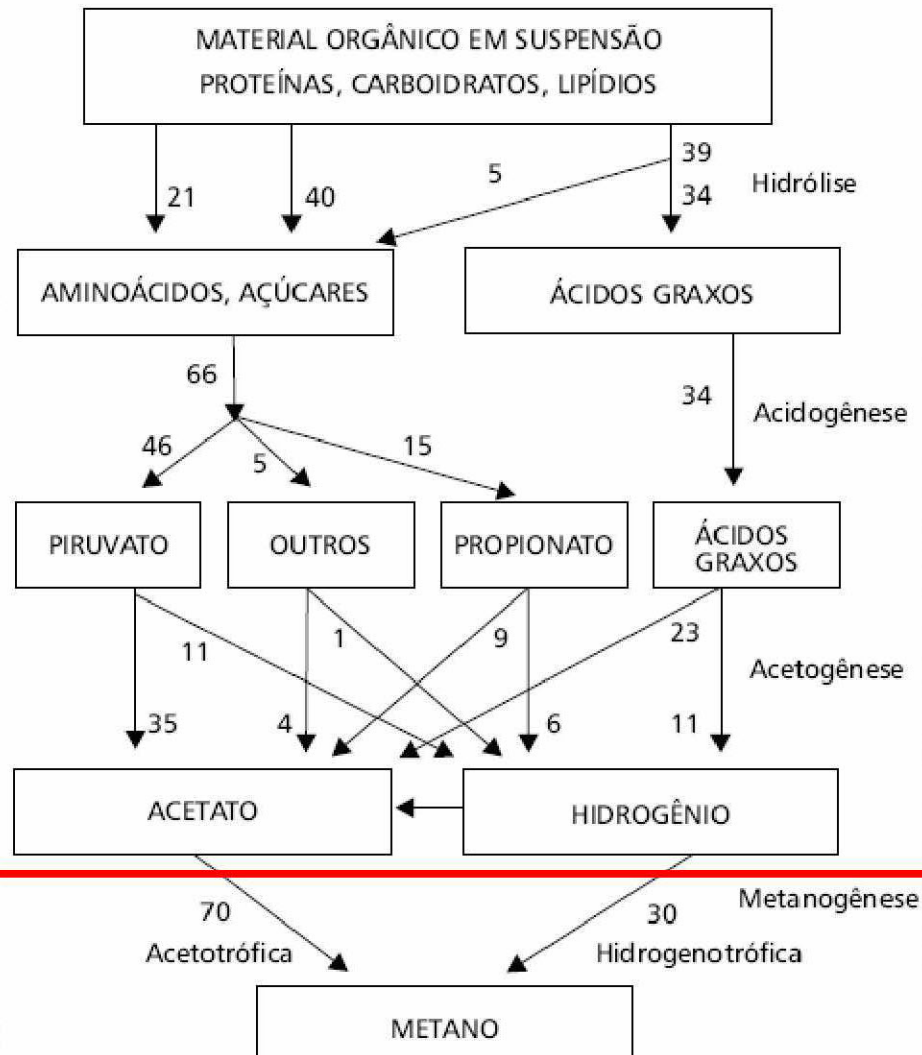 MATERIAL ORGÂNICO EM SUSPENSÃO
PROTEÍNAS, CARBOIDRATOS, LIPÍDIOS
39
5
Hidrólise
21
40
34
AMINOÁCIDOS, AÇÚCARES
ÁCIDOS GRAXOS
66
34
Acidogênese
46
5
15
PIRUVATO
OUTROS
PROPIONATO
ÁCIDOS
GRAXOS
11
1
9
23
Acetogênese
35
4
6
11
ACETATO
HIDROGÊNIO
Metanogênese
70
30
Acetotrófica
Hidrogenotrófica
METANO